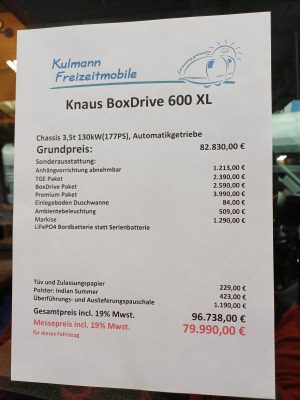 Kulmann
Freizeitmobile
Knaus BoxDrive 600 XL
Chassis 3,5t 130kW(177PS), Automatikgetriebe
Grundpreis: 82.830,00 €
Sonderausstattung:
Anhängvorrichtung abnehmbar 1.213,00 €
TGE Paket 2.390,00 €
BoxDrive Paket 2.590,00 €
Premium Paket 3.990,00 €
Einlegeboden Duschwanne 84,00 €
Ambientebeleuchtung 509,00 €
Markise 1.290,00 €
LiFePO4 Bordbatterie statt Serienbatterie
Tüv und Zulassungspapier 229,00 €
Polster: Indian Summer 423,00 €
Überführungs- und Auslieferungspauschale 1.190,00 €
Gesamtpreis incl. 19% Mwst. 96.738,00 €
Messepreis incl. 19% Mwst. 79.990,00 €
für dieses Fahrzeug